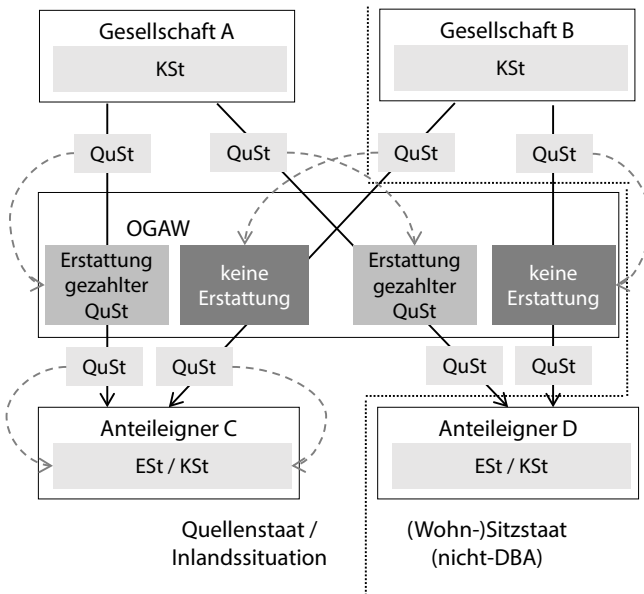 Gesellschaft A
KSt
Gesellschaft B
KSt
QuSt
QuSt
QuSt
QuSt
OGAW
Erstattung
gezahlter
QuSt
keine
Erstattung
Erstattung
gezahlter
QuSt
keine
Erstattung
QuSt
QuSt
QuSt
QuSt
Anteileigner C
ESt / KSt
Anteileigner D
ESt / KSt
Quellenstaat /
Inlandssituation
(Wohn-)Sitzstaat
(nicht-DBA)